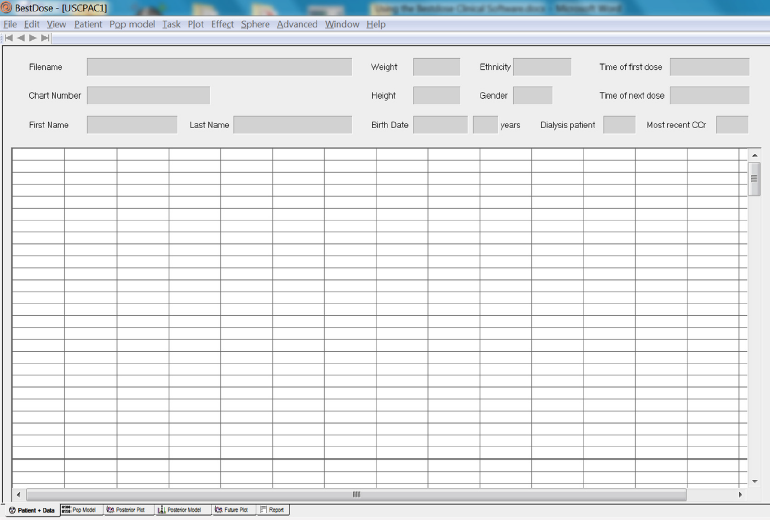 BestDose - [USCPAC1]
Using the Bestdose Clinical Software.docx - Microsoft Word
File Edit View Patient Pop model Task Plot Effect Sphere Advanced Window Help
Filename Weight Ethnicity Time of first dose
Chart Number Height Gender Time of next dose
First Name Last Name Birth Date years Dialysis patient Most recent CCr
Patient + Data Pop Model Posterior Plot Posterior Model Future Plot Report